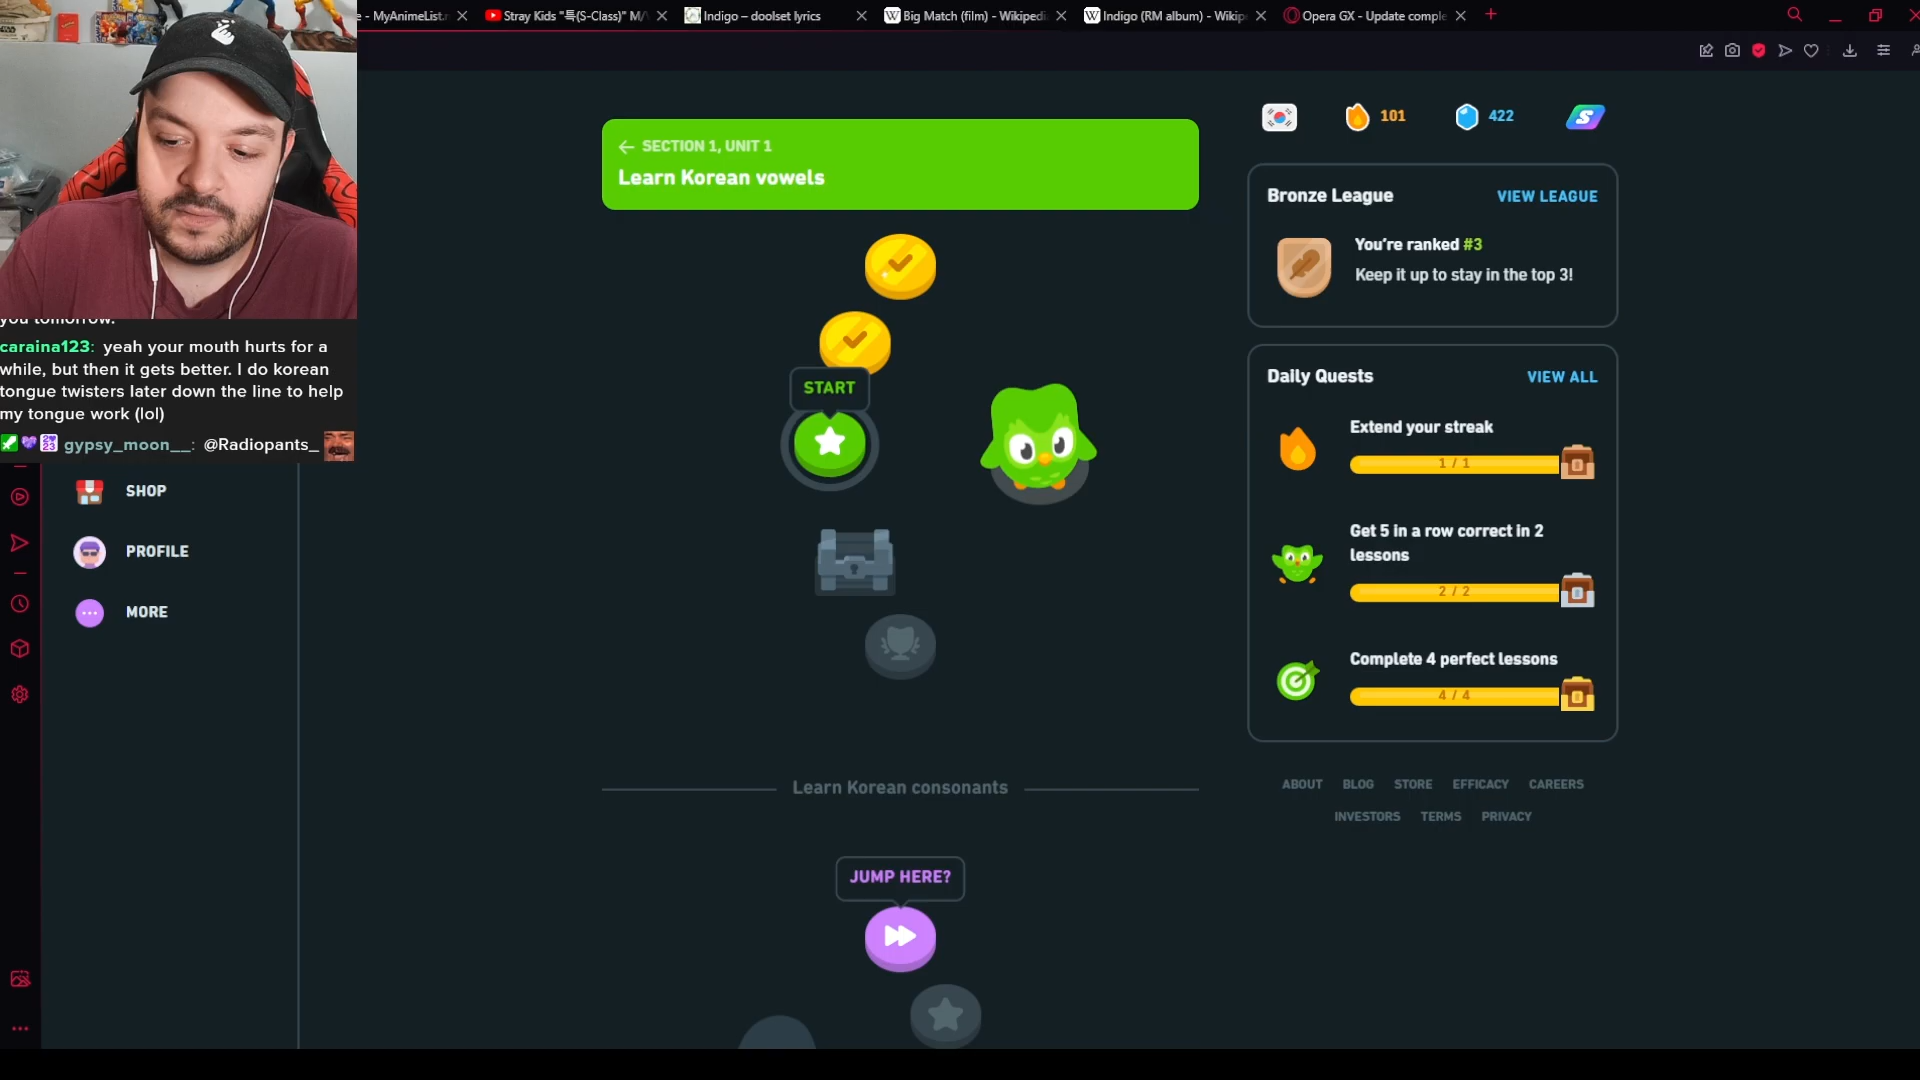 e - MyAnimeList.n
Stray Kids "특(S-Class)" M/V
Indigo – doolset lyrics
Big Match (film) - Wikipedi
Indigo (RM album) - Wikip
Opera GX - Update comple
SECTION 1, UNIT 1
Learn Korean vowels
101
422
Bronze League
VIEW LEAGUE
You're ranked #3
Keep it up to stay in the top 3!
you tomorrow.
caraina123: yeah your mouth hurts for a
while, but then it gets better. I do korean
tongue twisters later down the line to help
my tongue work (lol)
gypsy_moon__: @Radiopants_
START
SHOP
PROFILE
MORE
Daily Quests
VIEW ALL
Extend your streak
1 / 1
Get 5 in a row correct in 2
lessons
2 / 2
Complete 4 perfect lessons
4 / 4
Learn Korean consonants
JUMP HERE?
ABOUT BLOG STORE EFFICACY CAREERS
INVESTORS TERMS PRIVACY